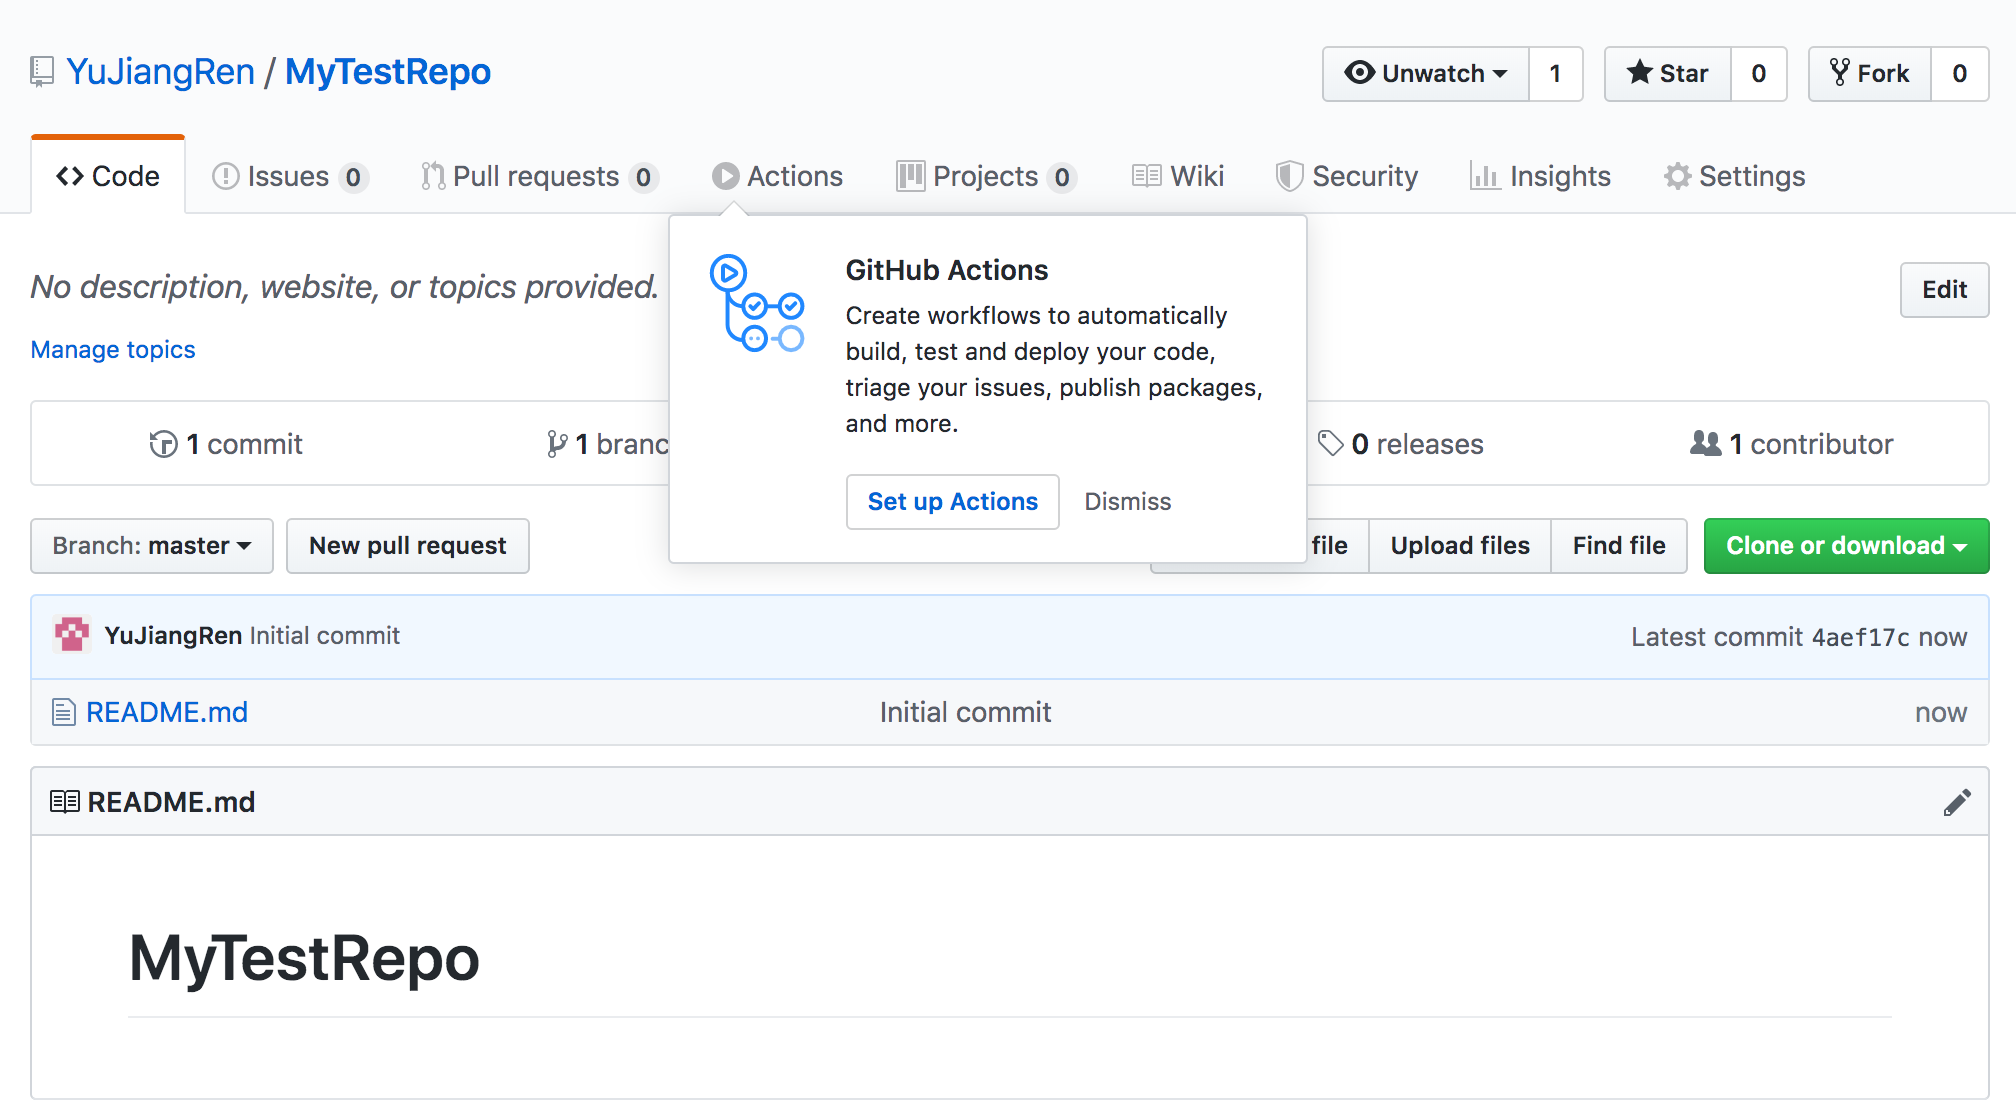 YuJiangRen / MyTestRepo
Unwatch 1 Star 0 Fork 0
Code Issues 0 Pull requests 0 Actions Projects 0 Wiki Security Insights Settings
No description, website, or topics provided.
Edit
Manage topics
GitHub Actions
Create workflows to automatically
build, test and deploy your code,
triage your issues, publish packages,
and more.
Set up Actions Dismiss
1 commit 1 branc 0 releases 1 contributor
Branch: master New pull request file Upload files Find file Clone or download
YuJiangRen Initial commit Latest commit 4aef17c now
README.md Initial commit now
README.md
MyTestRepo